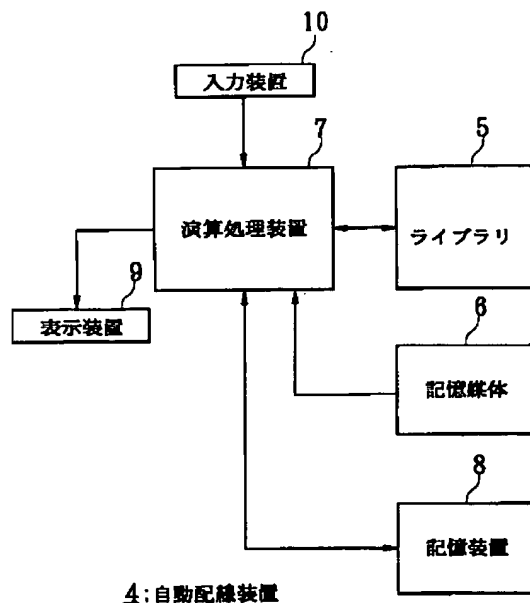 10
入力装置
7
演算処理装置
5
ライブラリ
9
表示装置
6
記憶媒体
8
記憶装置
4:自動配線装置